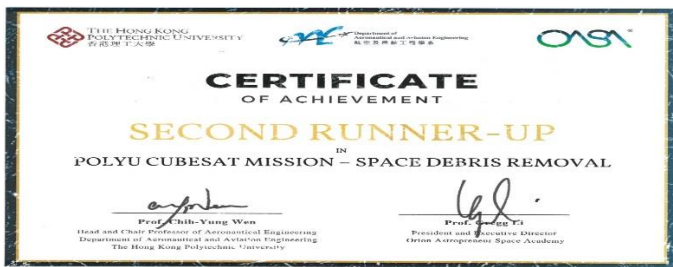 THE HONG KONG
POLYTECHNIC UNIVERSITY
香港理工大學
Department of
Aeronautical and Aviation Engineering
航空及民航工程學系
OASA
CERTIFICATE
OF ACHIEVEMENT
SECOND RUNNER-UP
IN
POLYU CUBESAT MISSION – SPACE DEBRIS REMOVAL
Prof. Chih-Yung Wen
Head and Chair Professor of Aeronautical Engineering
Department of Aeronautical and Aviation Engineering
The Hong Kong Polytechnic University
Prof. Gregg Li
President and Executive Director
Orion Astropreneur Space Academy